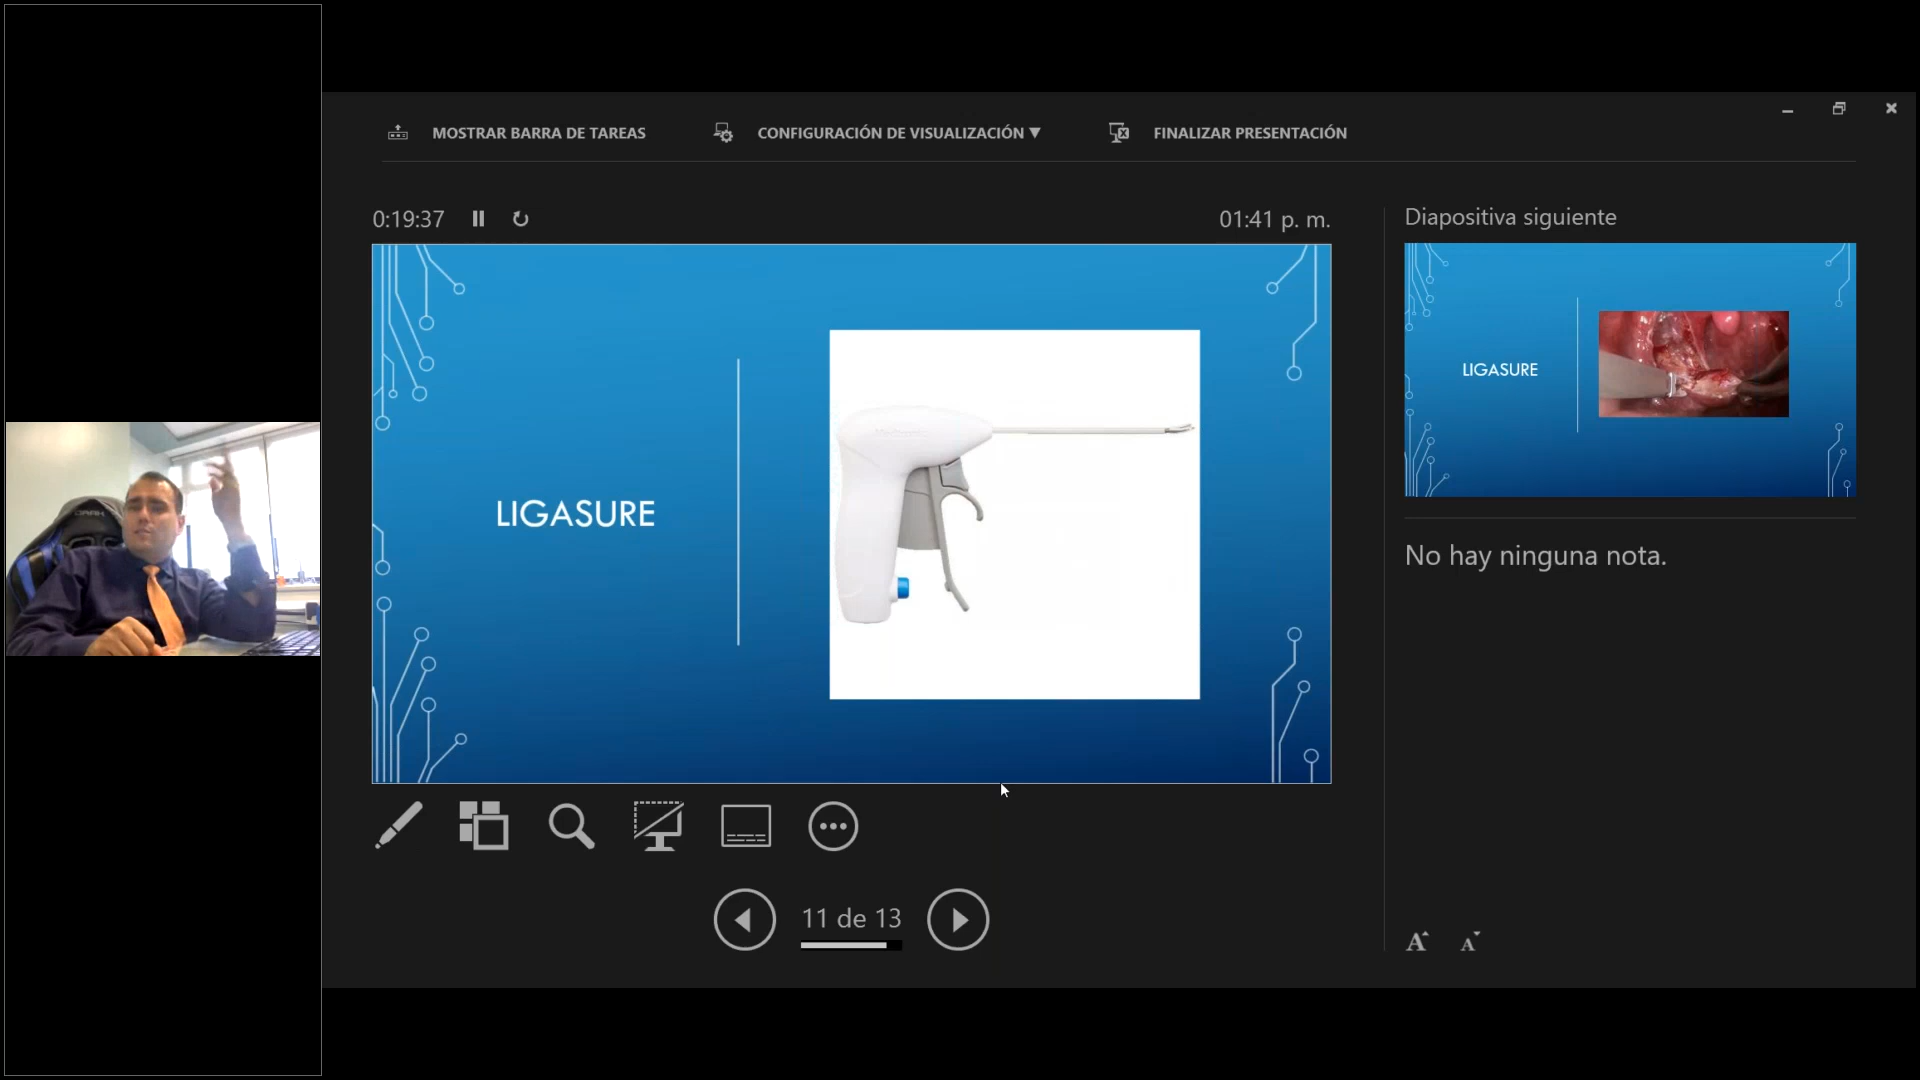 MOSTRAR BARRA DE TAREAS
CONFIGURACIÓN DE VISUALIZACIÓN ▼
FINALIZAR PRESENTACIÓN
0:19:37
01:41 p. m.
LIGASURE
11 de 13
Diapositiva siguiente
LIGASURE
No hay ninguna nota.
A
A